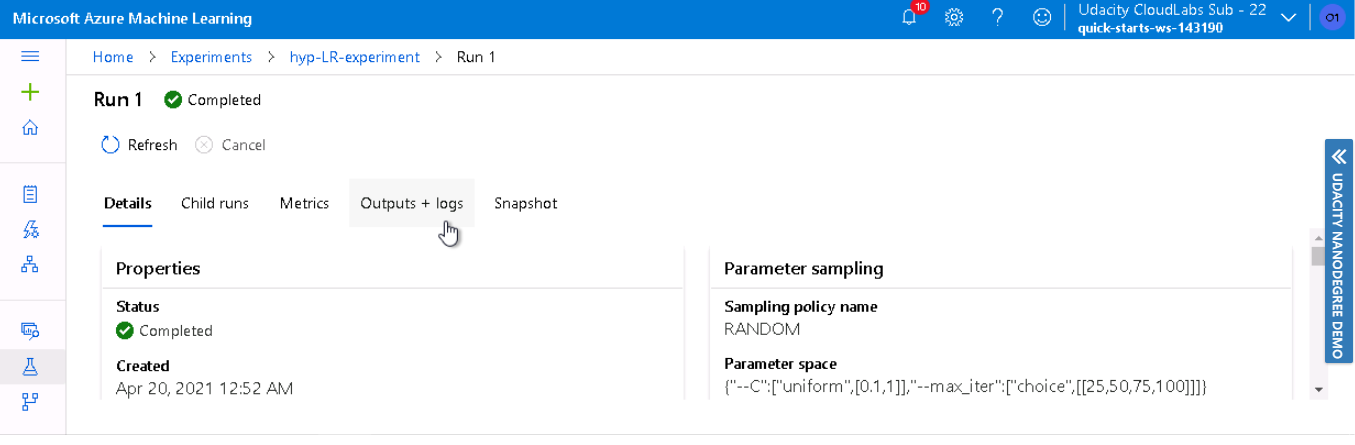 Microsoft Azure Machine Learning
10
Udacity CloudLabs Sub - 22
quick-starts-ws-143190
O1
Home > Experiments > hyp-LR-experiment > Run 1
Run 1 Completed
Refresh Cancel
Details Child runs Metrics Outputs + logs Snapshot
Properties
Status
Completed
Created
Apr 20, 2021 12:52 AM
Parameter sampling
Sampling policy name
RANDOM
Parameter space
{"--C":["uniform",[0.1,1]],"--max_iter":["choice",[[25,50,75,100]]]}
UDACITY NANODEGREE DEMO